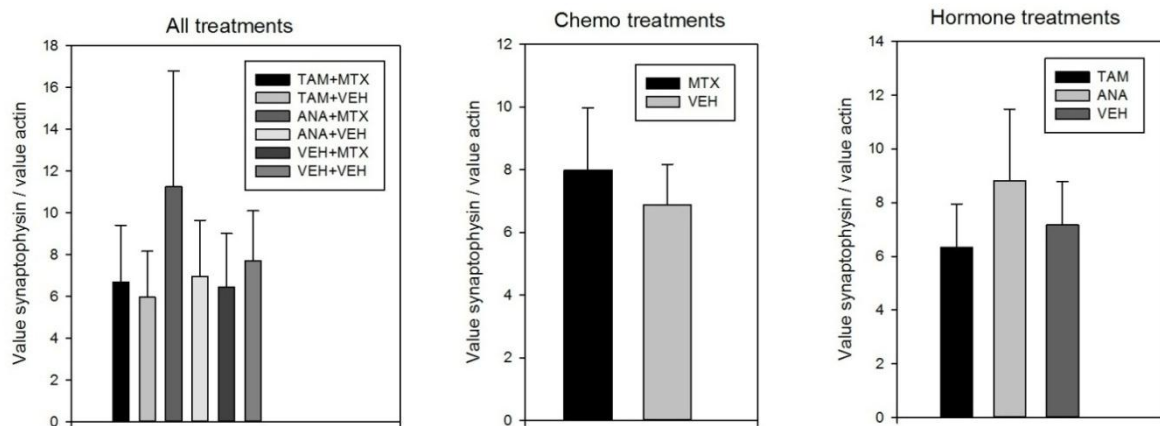 All treatments
Value synaptophysin / value actin
18
16
14
12
10
8
6
4
2
0
TAM+MTX
TAM+VEH
ANA+MTX
ANA+VEH
VEH+MTX
VEH+VEH
Chemo treatments
Value synaptophysin / value actin
12
10
8
6
4
2
0
MTX
VEH
Hormone treatments
Value synaptophysin / value actin
14
12
10
8
6
4
2
0
TAM
ANA
VEH